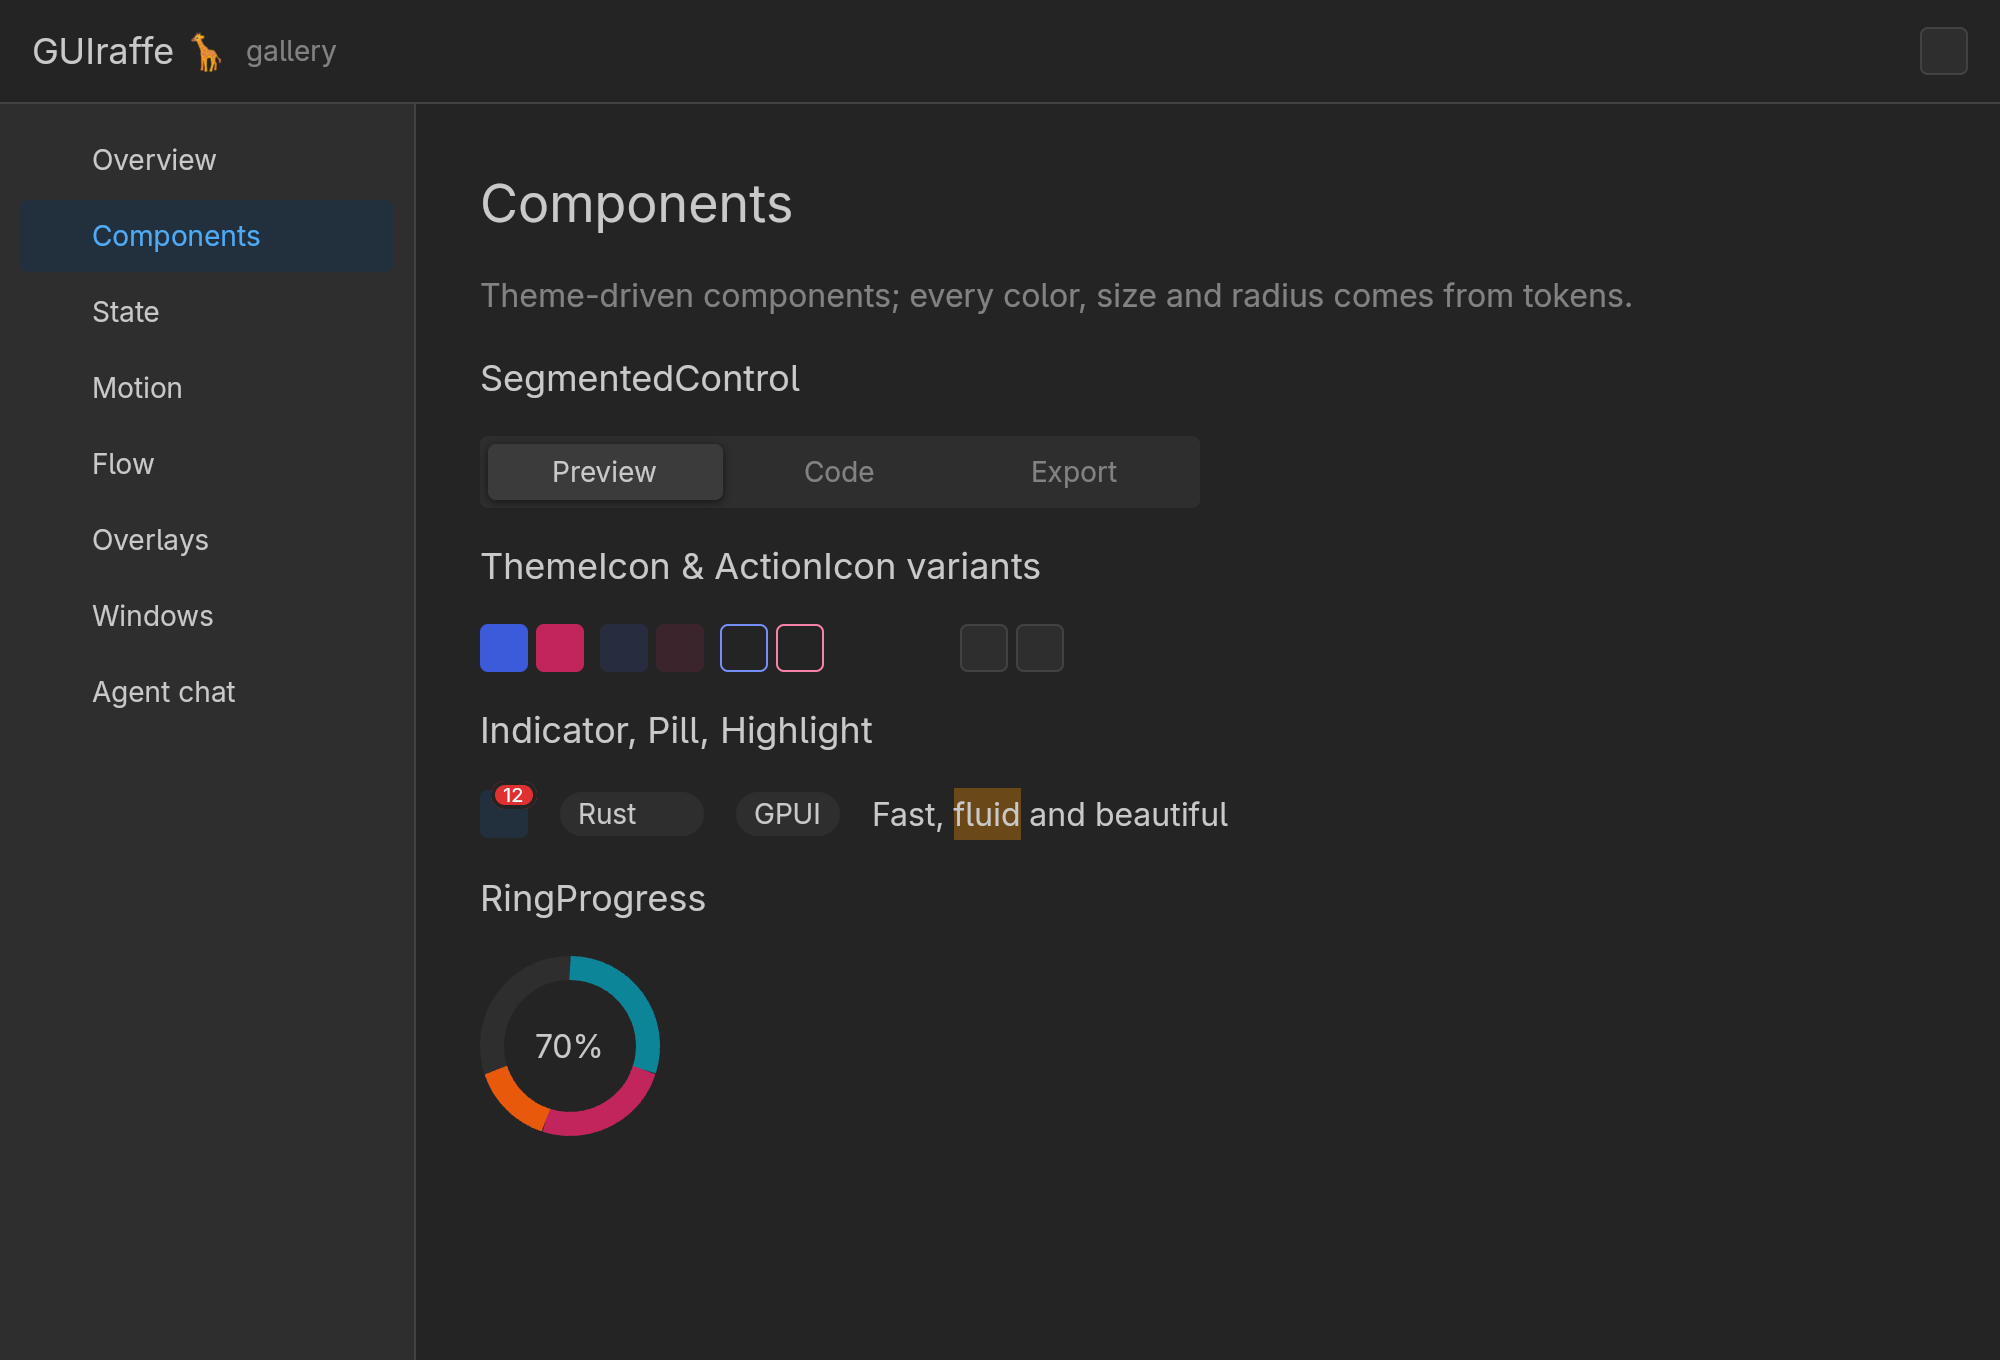 GUIraffe 🦒 gallery
Overview
Components
State
Motion
Flow
Overlays
Windows
Agent chat
Components
Theme-driven components; every color, size and radius comes from tokens.
SegmentedControl
Preview Code Export
ThemeIcon & ActionIcon variants
Indicator, Pill, Highlight
12 Rust GPUI Fast, fluid and beautiful
RingProgress
70%